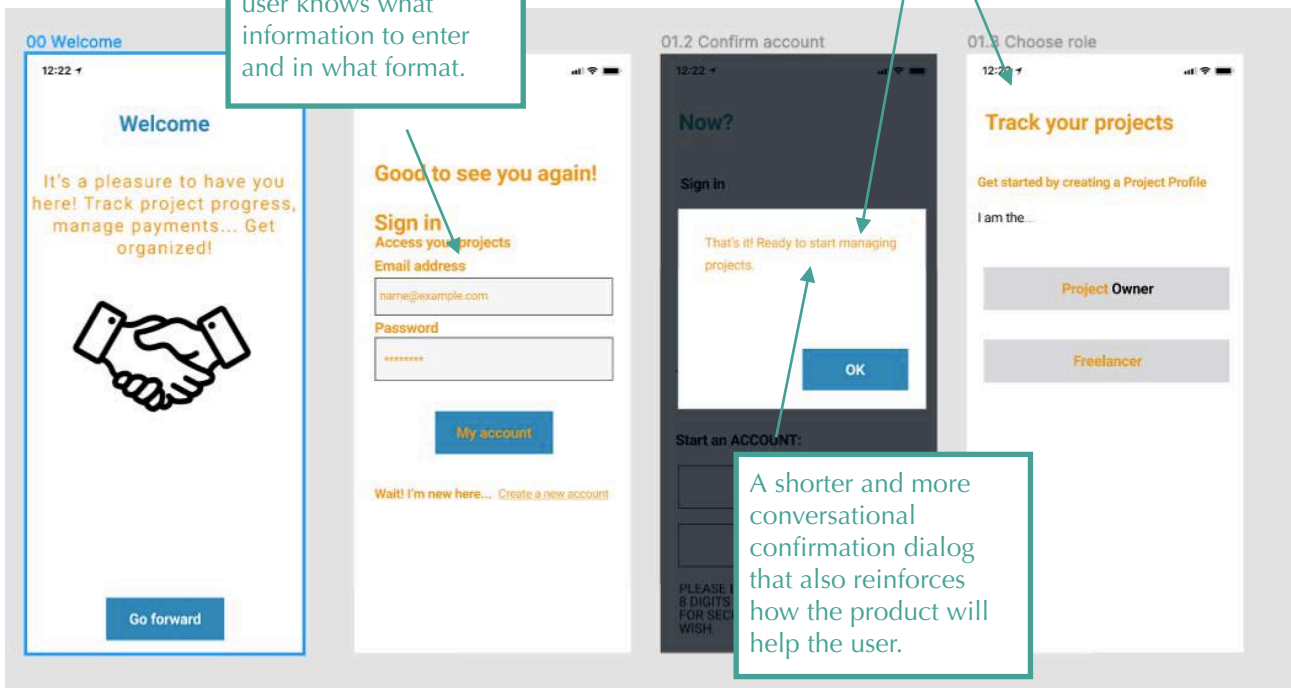 user knows what
information to enter
and in what format.
00 Welcome
12:22
Welcome
It's a pleasure to have you
here! Track project progress,
manage payments... Get
organized!
Go forward
Good to see you again!
Sign in
Access your projects
Email address
name@example.com
Password
********
My account
Wait! I'm new here... Create a new account
01.2 Confirm account
12:22
Now?
Sign in
That's it! Ready to start managing
projects.
OK
Start an ACCOUNT:
PLEASE
8 DIGITS
FOR
WISH.
A shorter and more
conversational
confirmation dialog
that also reinforces
how the product will
help the user.
01.3 Choose role
12:22
Track your projects
Get started by creating a Project Profile
I am the...
Project Owner
Freelancer